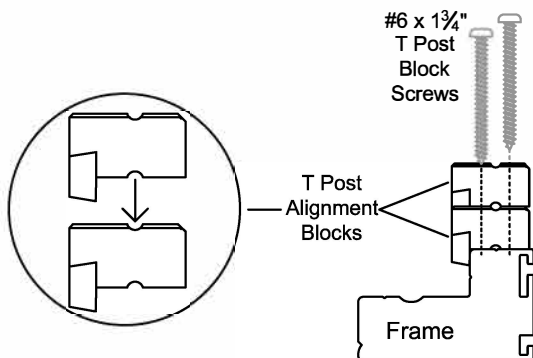 #6 x 1¾"
T Post
Block
Screws
T Post
Alignment
Blocks
Frame